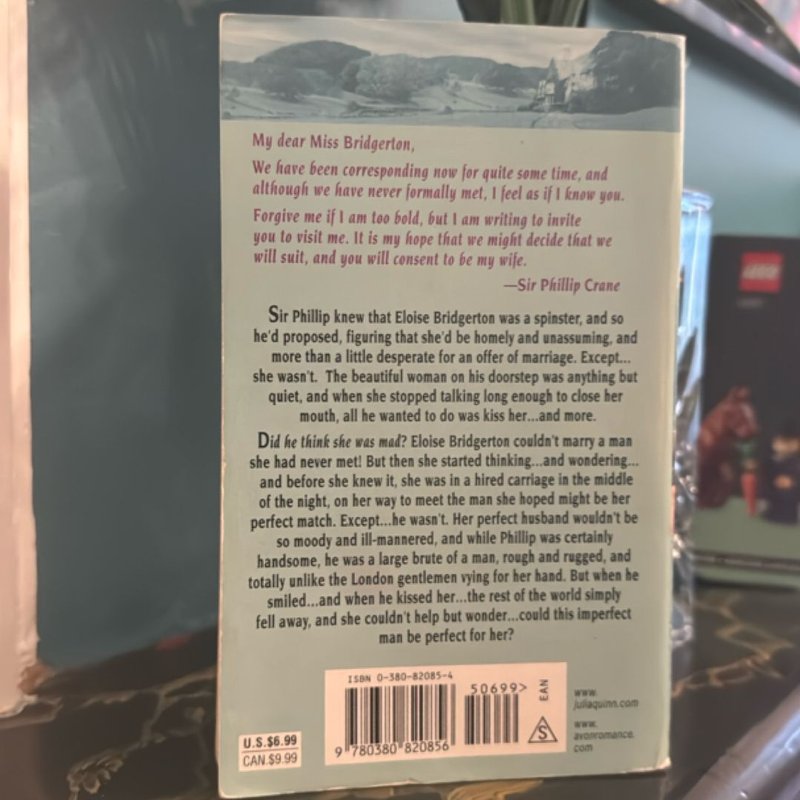 My dear Miss Bridgerton,
We have been corresponding now for quite some time, and
although we have never formally met, I feel as if I know you.
Forgive me if I am too bold, but I am writing to invite
you to visit me. It is my hope that we might decide that we
will suit, and you will consent to be my wife.
—Sir Phillip Crane
Sir Phillip knew that Eloise Bridgerton was a spinster, and so
he'd proposed, figuring that she'd be homely and unassuming, and
more than a little desperate for an offer of marriage. Except...
she wasn't. The beautiful woman on his doorstep was anything but
quiet, and when she stopped talking long enough to close her
mouth, all he wanted to do was kiss her...and more.
Did he think she was mad? Eloise Bridgerton couldn't marry a man
she had never met! But then she started thinking...and wondering...
and before she knew it, she was in a hired carriage in the middle
of the night, on her way to meet the man she hoped might be her
perfect match. Except...he wasn't. Her perfect husband wouldn't be
so moody and ill-mannered, and while Phillip was certainly
handsome, he was a large brute of a man, rough and rugged, and
totally unlike the London gentlemen vying for her hand. But when he
smiled...and when he kissed her...the rest of the world simply
fell away, and she couldn't help but wonder...could this imperfect
man be perfect for her?
ISBN 0-380-82085-4
50699>
EAN
9 780380 820856
S
U.S.$6.99
CAN.$9.99
www.
juliaquinn.com
www.
avonromance.
com
LEGO